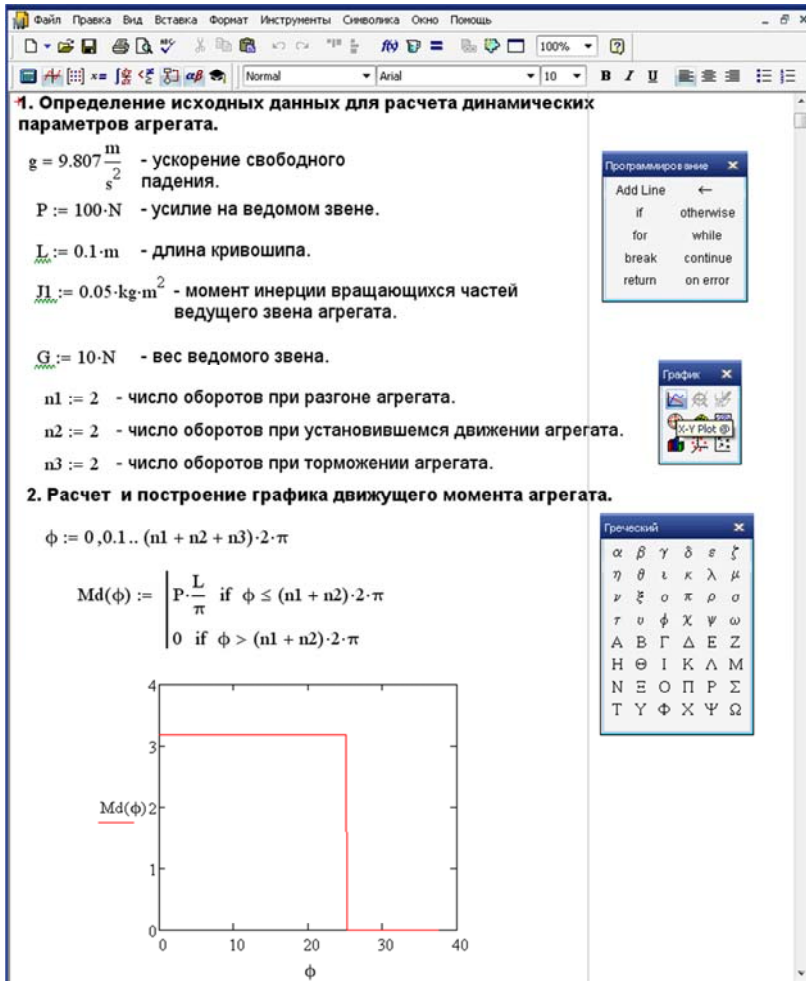 Файл Правка Вид Вставка Формат Инструменты Символика Окно Помощь
100%
Normal Arial 10 B I U
1. Определение исходных данных для расчета динамических
параметров агрегата.
g = 9.807 m/s^2 - ускорение свободного
падения.
P := 100·N - усилие на ведомом звене.
L := 0.1·m - длина кривошипа.
J1 := 0.05·kg·m^2 - момент инерции вращающихся частей
ведущего звена агрегата.
G := 10·N - вес ведомого звена.
n1 := 2 - число оборотов при разгоне агрегата.
n2 := 2 - число оборотов при установившемся движении агрегата.
n3 := 2 - число оборотов при торможении агрегата.
2. Расчет и построение графика движущего момента агрегата.
ϕ := 0 ,0.1 .. (n1 + n2 + n3)·2·π
Md(ϕ) := P·L/π if ϕ ≤ (n1 + n2)·2·π
0 if ϕ > (n1 + n2)·2·π
4
3
Md(ϕ) 2
1
0
0 10 20 30 40
ϕ
Программирование
Add Line ←
if otherwise
for while
break continue
return on error
График
X-Y Plot @
Греческий
α β γ δ ε ζ
η θ ι κ λ μ
ν ξ ο π ρ σ
τ υ ϕ χ ψ ω
Α Β Γ Δ Ε Ζ
Η Θ Ι Κ Λ Μ
Ν Ξ Ο Π Ρ Σ
Τ Υ Φ Χ Ψ Ω